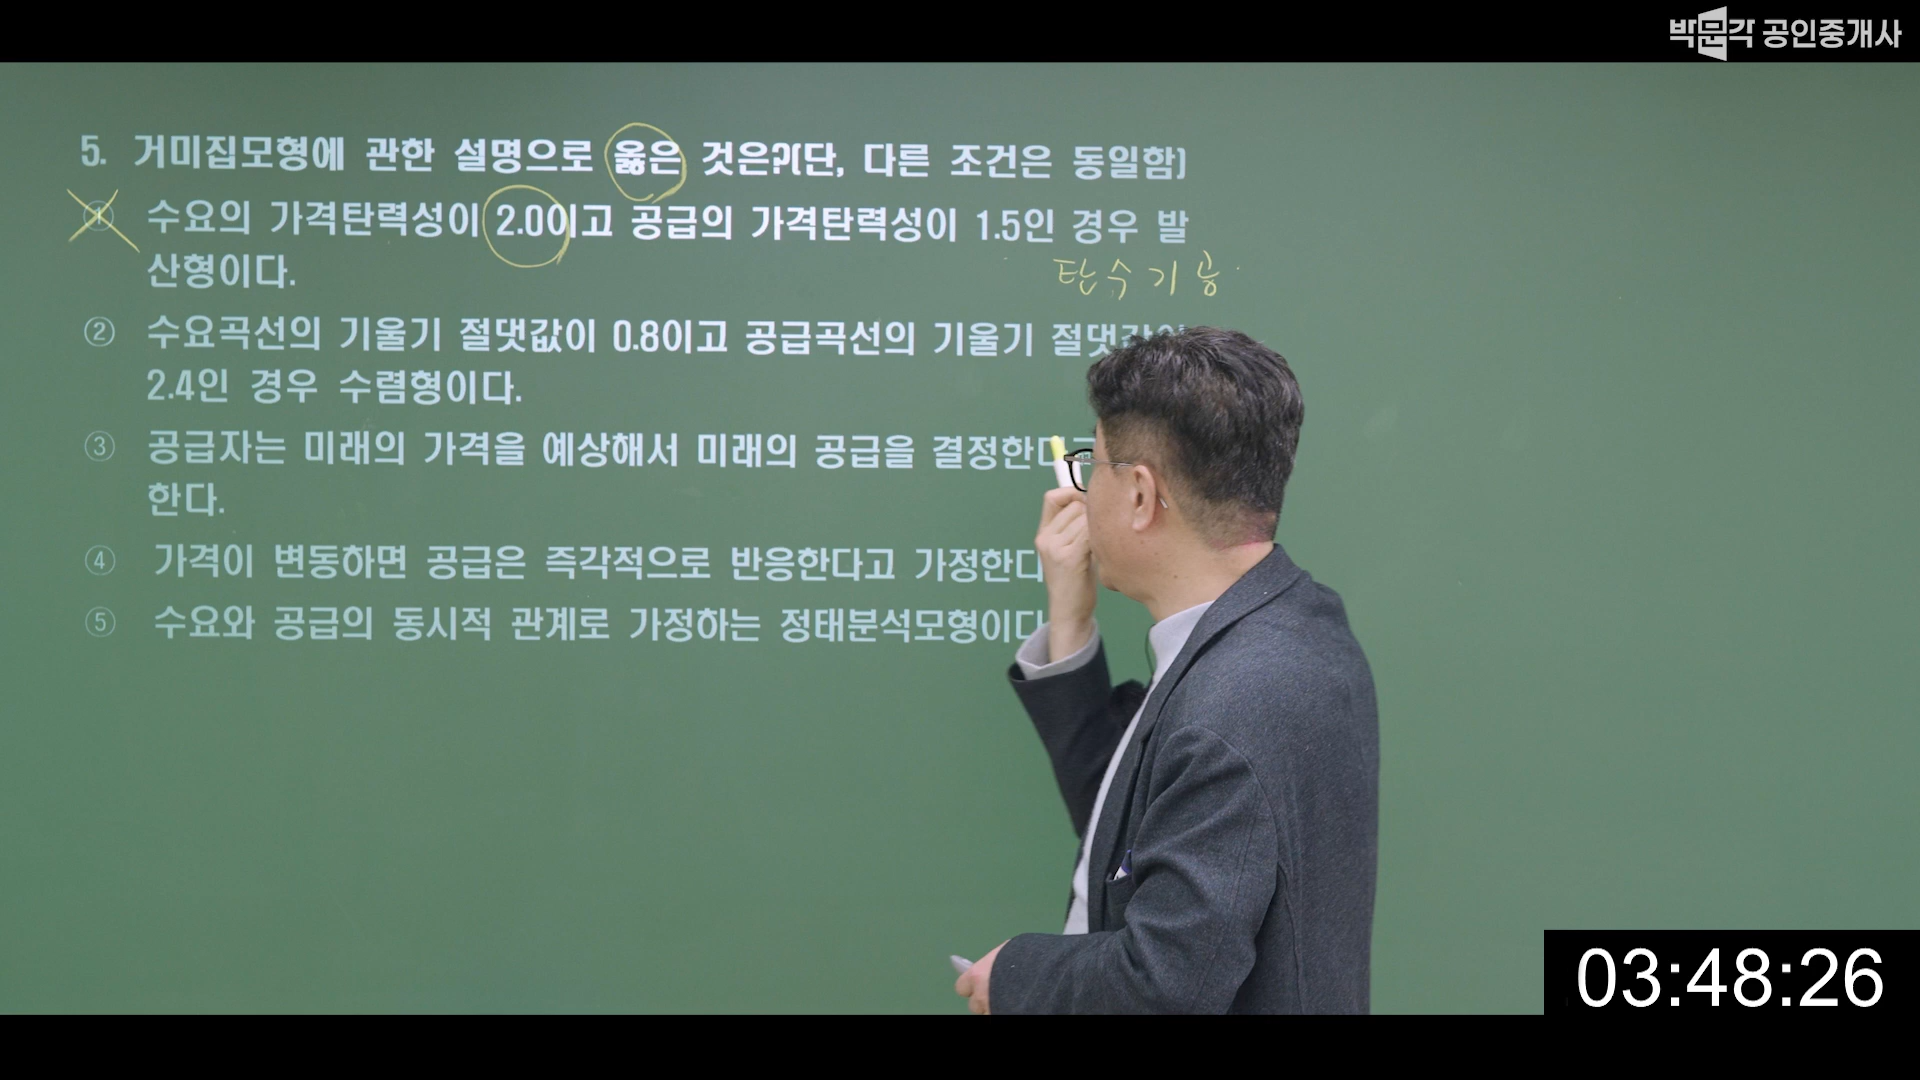 박문각 공인중개사
5. 거미집모형에 관한 설명으로 옳은 것은?(단, 다른 조건은 동일함)
① 수요의 가격탄력성이 2.0이고 공급의 가격탄력성이 1.5인 경우 발
산형이다.
탄수기공
② 수요곡선의 기울기 절댓값이 0.8이고 공급곡선의 기울기 절댓값이
2.4인 경우 수렴형이다.
③ 공급자는 미래의 가격을 예상해서 미래의 공급을 결정한다고
한다.
④ 가격이 변동하면 공급은 즉각적으로 반응한다고 가정한다
⑤ 수요와 공급의 동시적 관계로 가정하는 정태분석모형이다
03:48:26